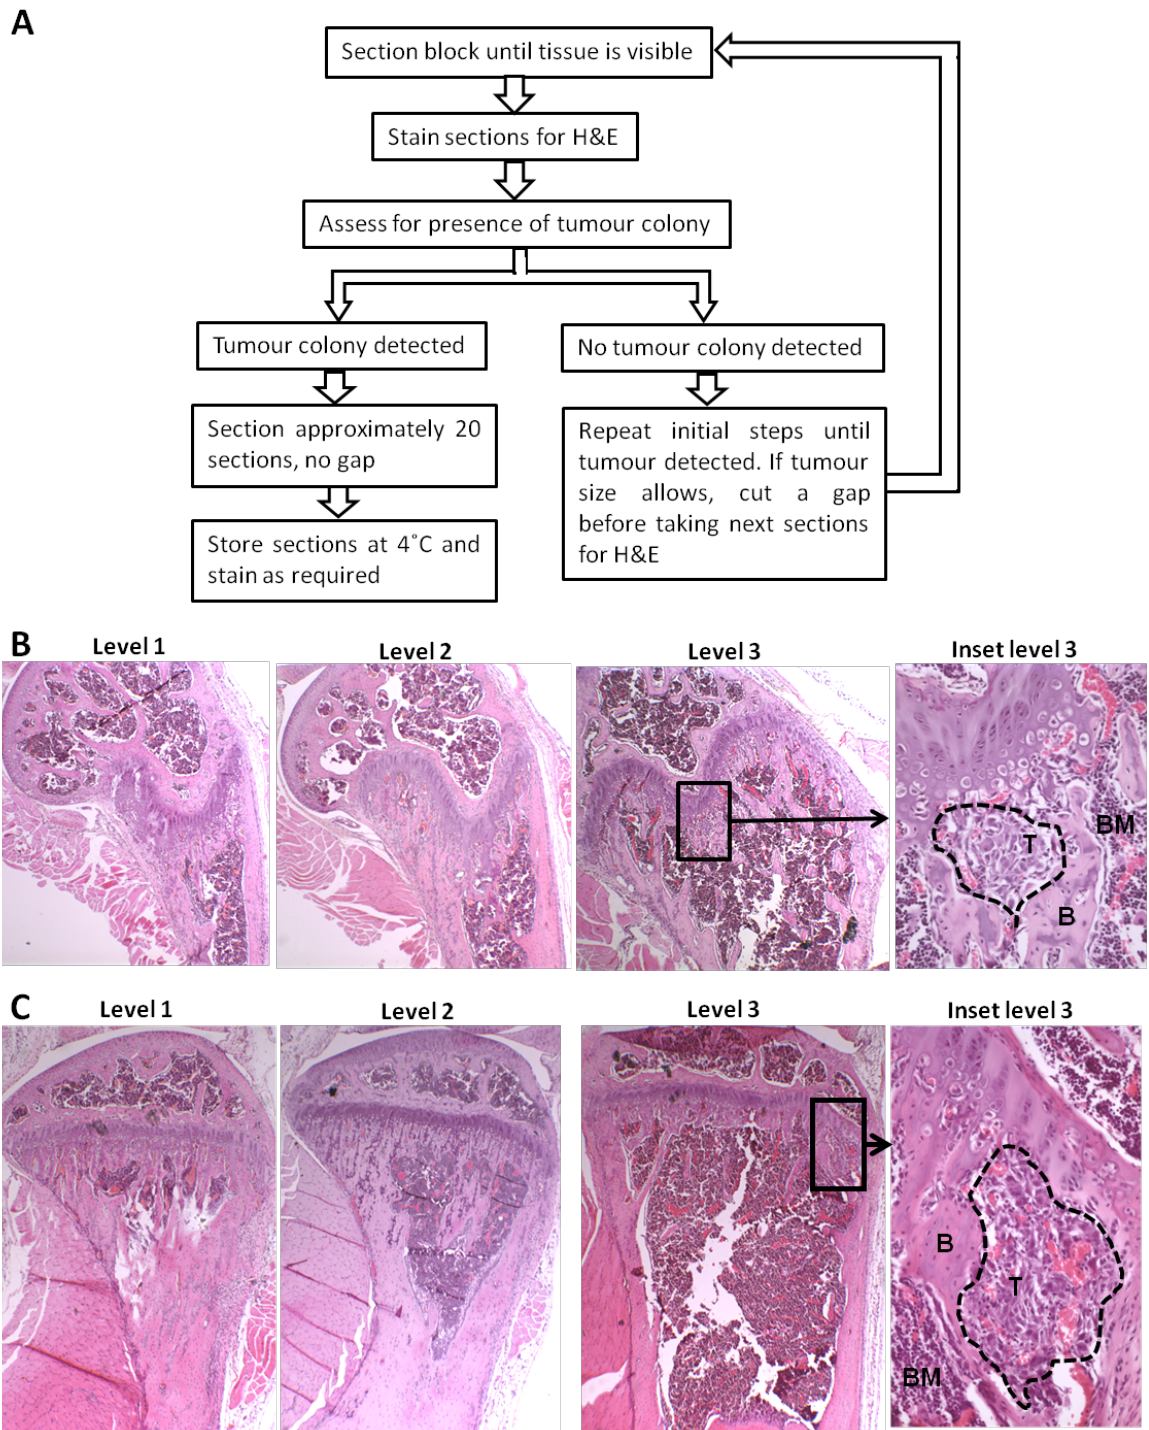 A
Section block until tissue is visible
Stain sections for H&E
Assess for presence of tumour colony
Tumour colony detected
No tumour colony detected
Section approximately 20
sections, no gap
Repeat initial steps until
tumour detected. If tumour
size allows, cut a gap
before taking next sections
for H&E
Store sections at 4˚C and
stain as required
B
Level 1
Level 2
Level 3
Inset level 3
T
BM
B
C
Level 1
Level 2
Level 3
Inset level 3
B
T
BM